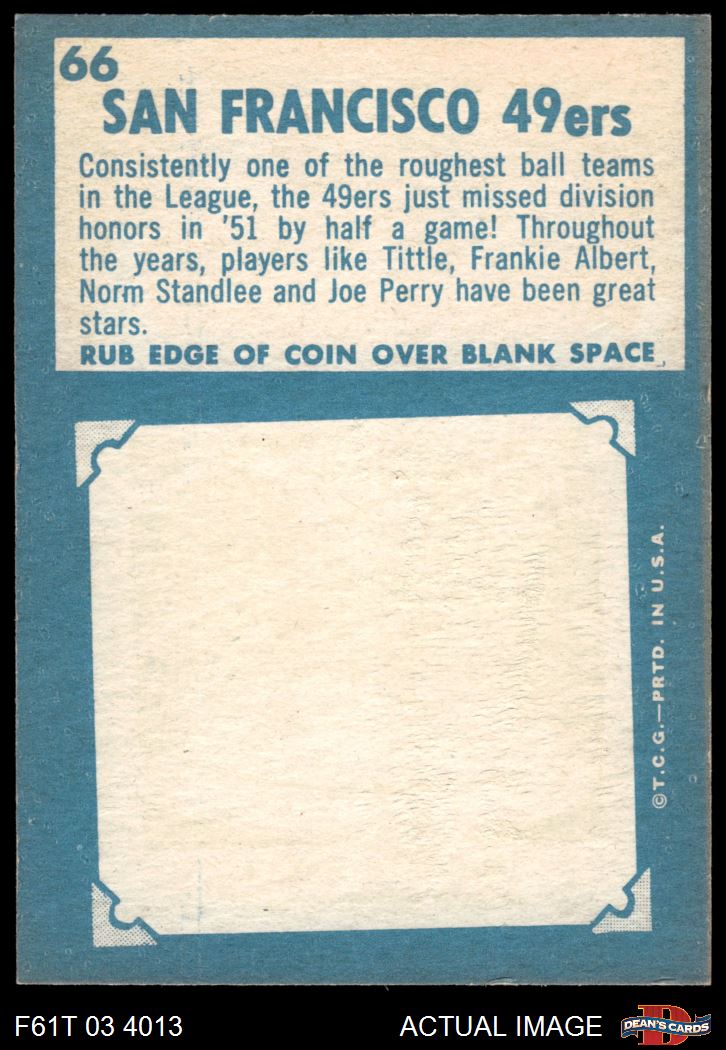 66
SAN FRANCISCO 49ers
Consistently one of the roughest ball teams
in the League, the 49ers just missed division
honors in '51 by half a game! Throughout
the years, players like Tittle, Frankie Albert,
Norm Standlee and Joe Perry have been great
stars.
RUB EDGE OF COIN OVER BLANK SPACE
©T.C.G.—PRTD. IN U.S.A.
F61T 03 4013
ACTUAL IMAGE
D
DEAN'S CARDS